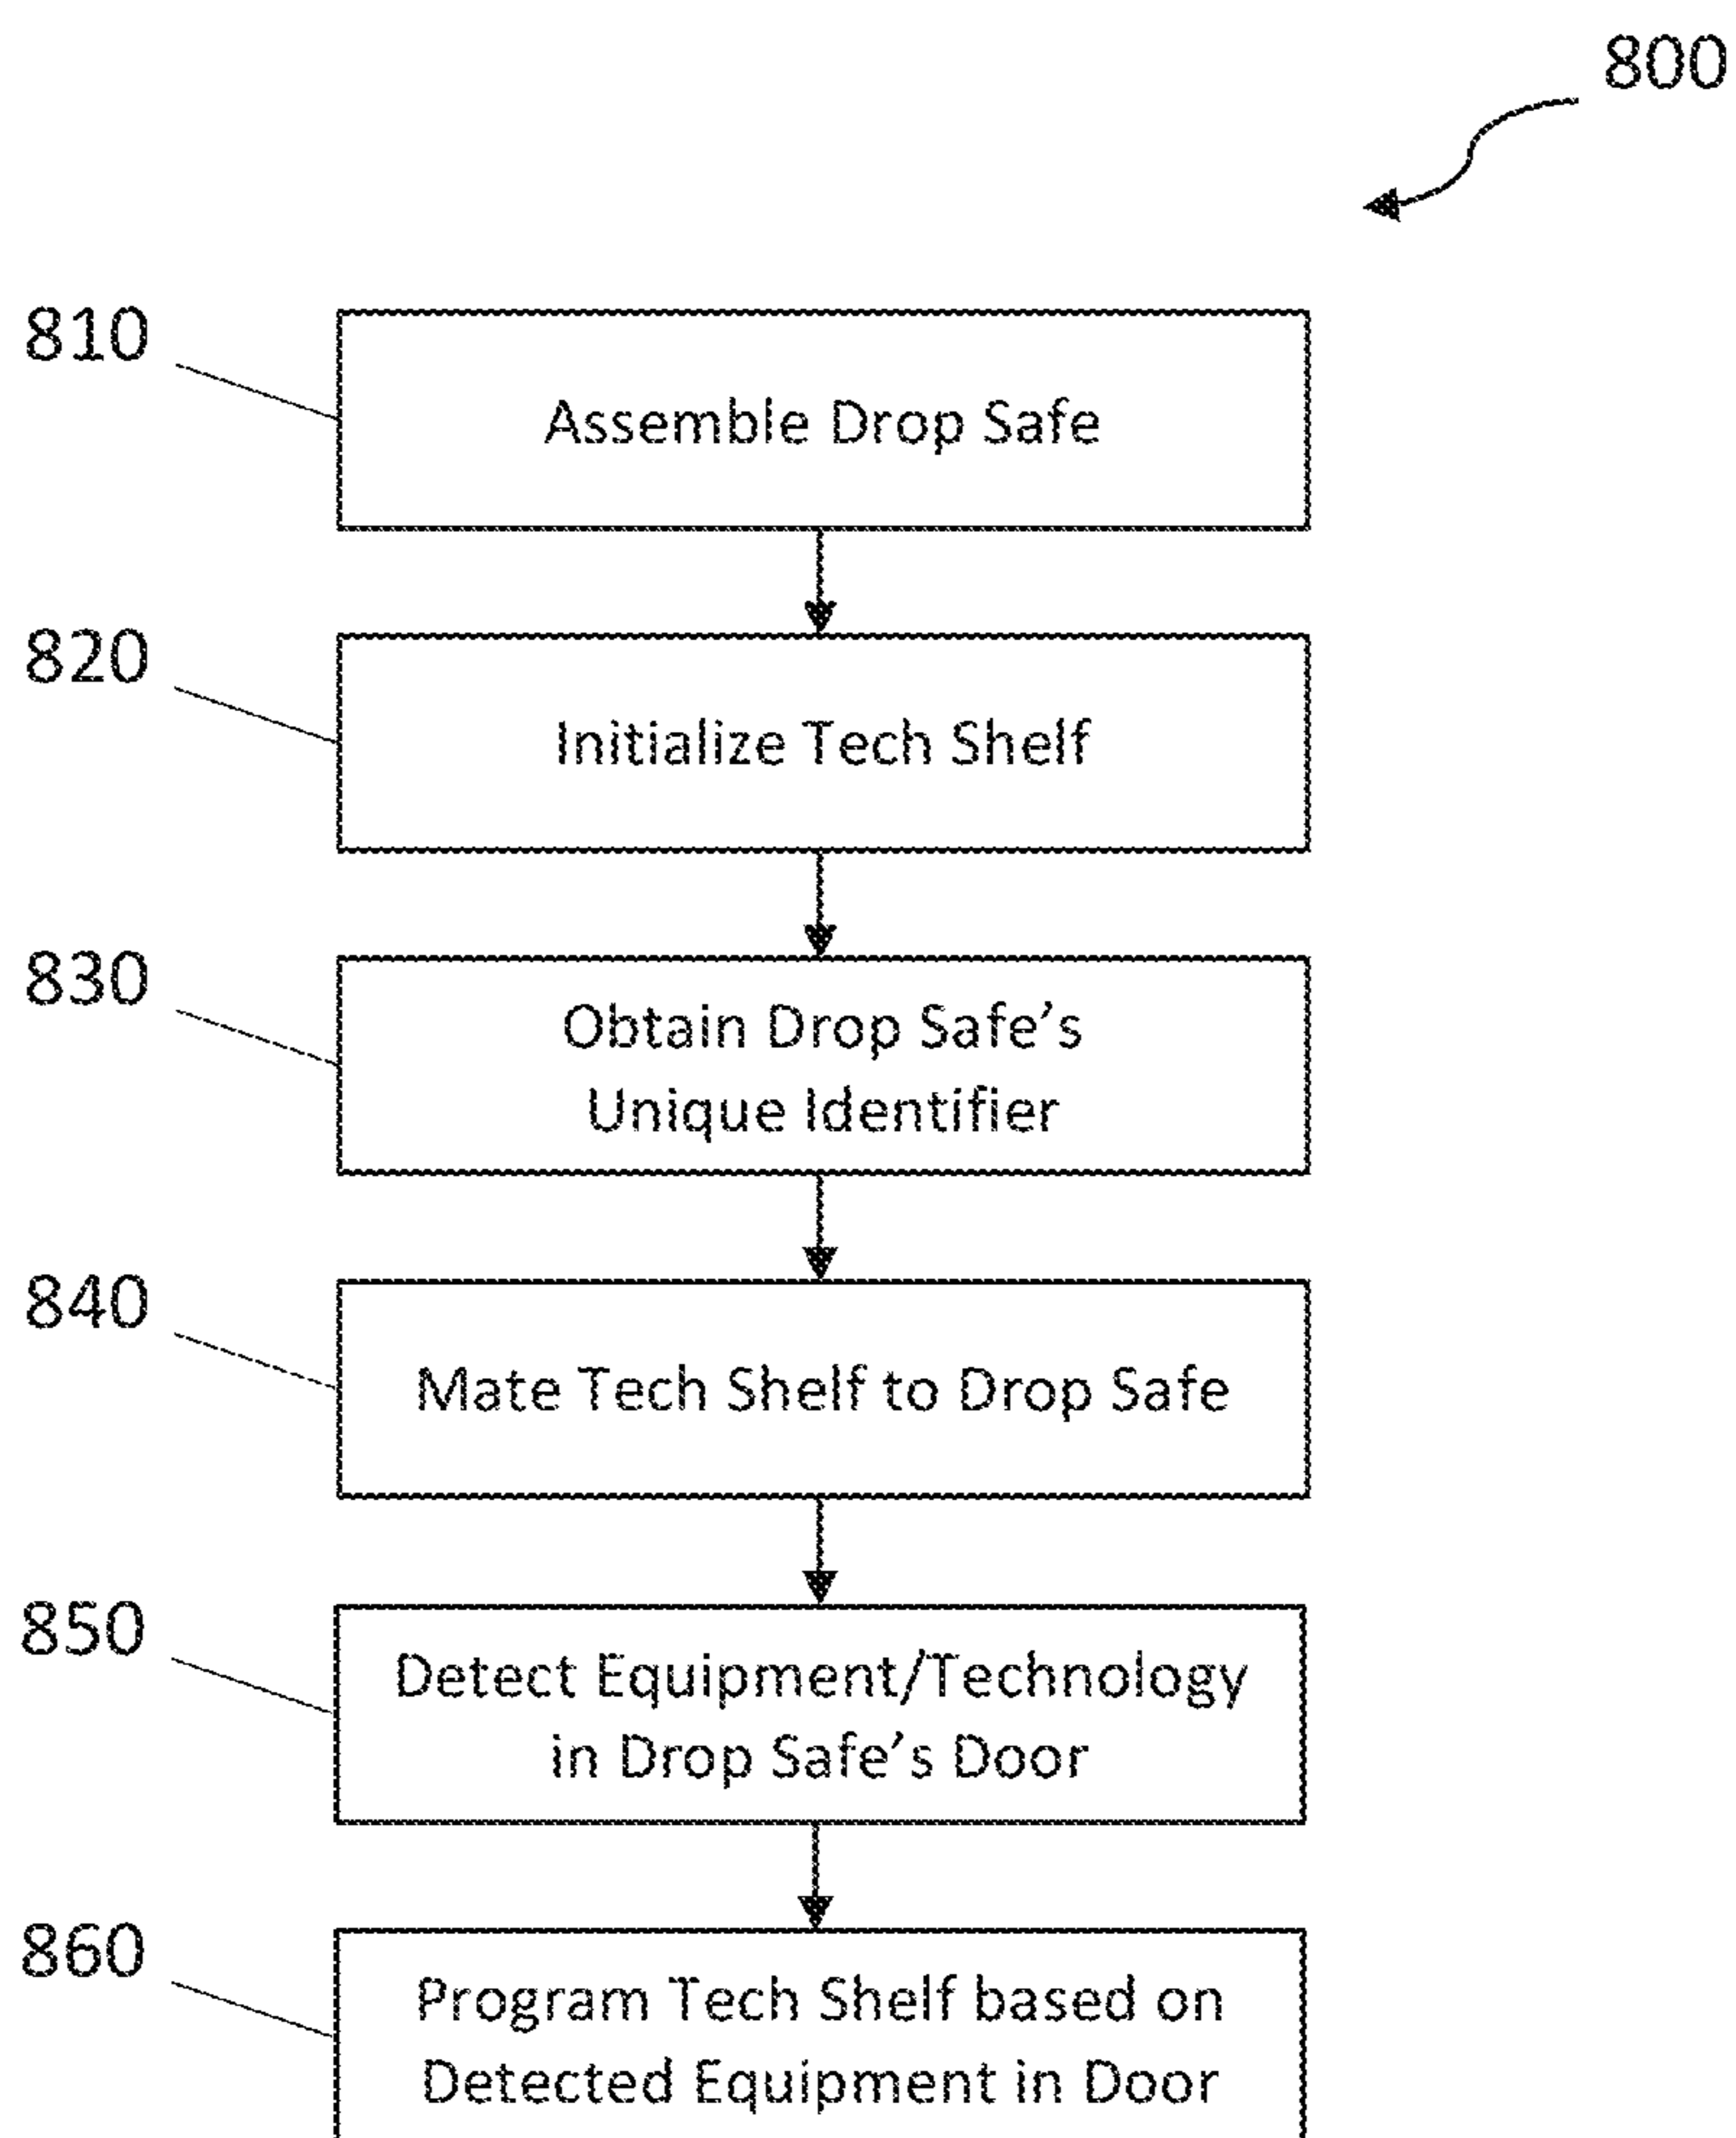 800
810
Assemble Drop Safe
820
Initialize Tech Shelf
830
Obtain Drop Safe's
Unique Identifier
840
Mate Tech Shelf to Drop Safe
850
Detect Equipment/Technology
in Drop Safe's Door
860
Program Tech Shelf based on
Detected Equipment in Door